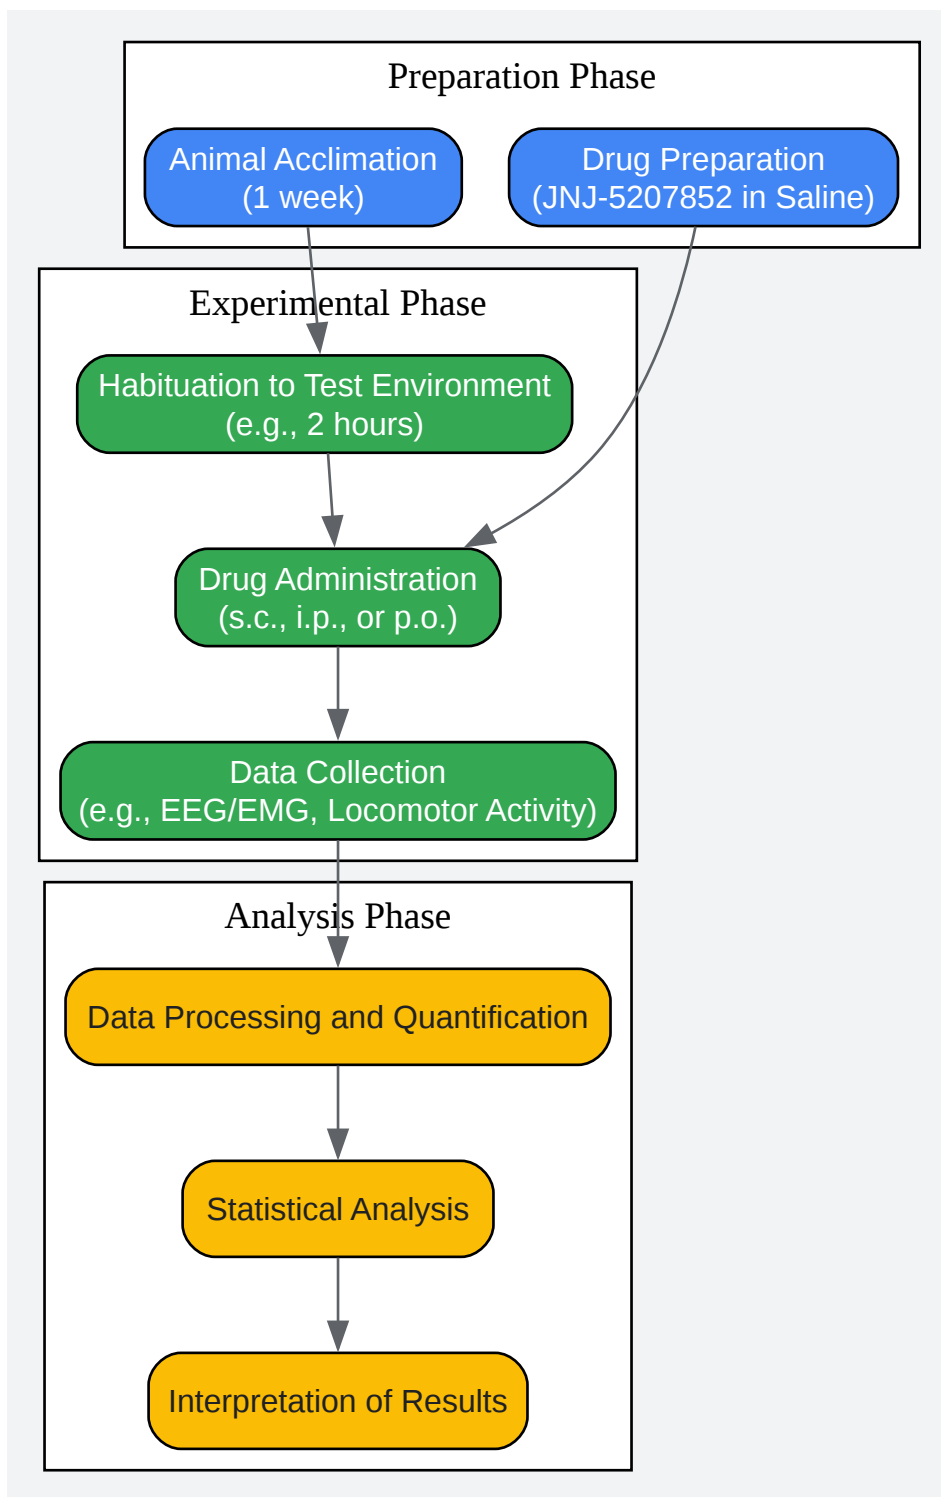 Preparation Phase
Animal Acclimation
(1 week)
Drug Preparation
(JNJ-5207852 in Saline)
Experimental Phase
Habituation to Test Environment
(e.g., 2 hours)
Drug Administration
(s.c., i.p., or p.o.)
Data Collection
(e.g., EEG/EMG, Locomotor Activity)
Analysis Phase
Data Processing and Quantification
Statistical Analysis
Interpretation of Results